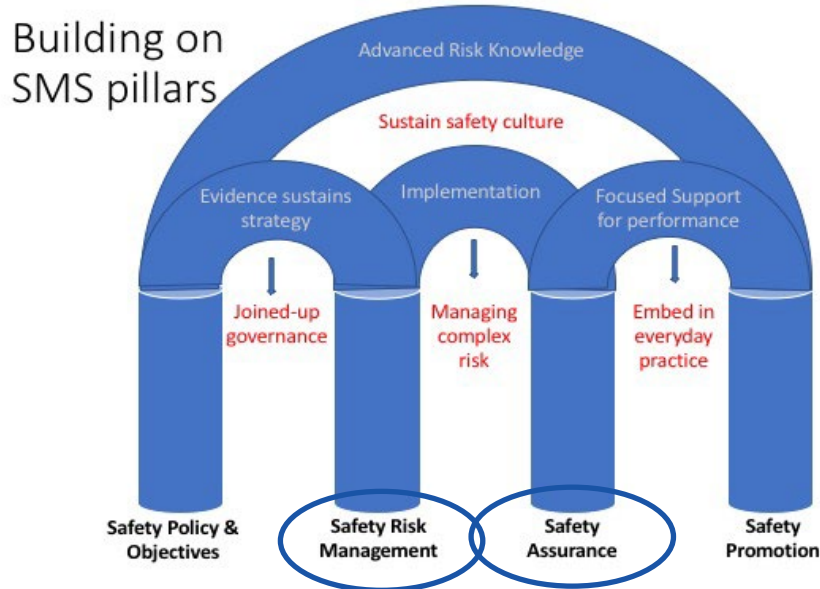 Building on
SMS pillars
Advanced Risk Knowledge
Sustain safety culture
Evidence sustains
strategy
Implementation
Focused Support
for performance
Joined-up
governance
Managing
complex
risk
Embed in
everyday
practice
Safety Policy &
Objectives
Safety Risk
Management
Safety
Assurance
Safety
Promotion